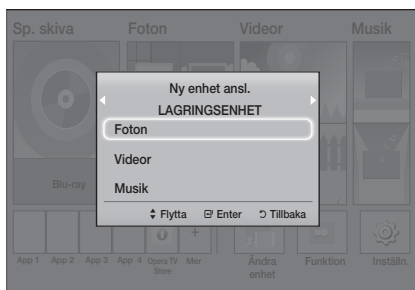 Sp. skiva Foton Videor Musik
Ny enhet ansl.
LAGRINGSENHET
Foton
Videor
Musik
Flytta Enter Tillbaka
Blu-ray
App 1 App 2 App 3 App 4 Opera TV Store Mer Ändra enhet Funktion Inställn.